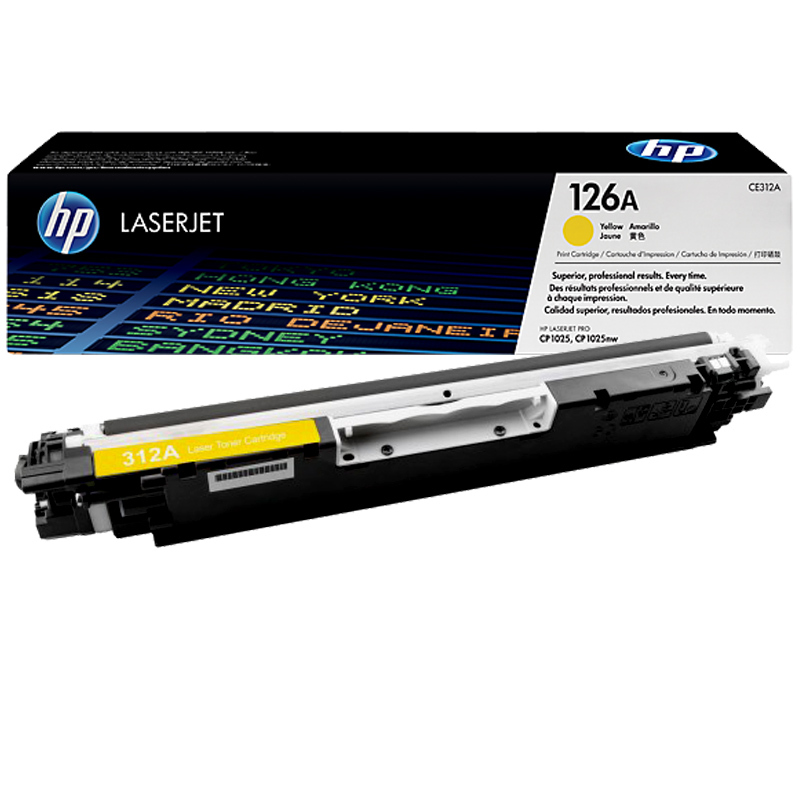 hp
LASERJET
HONG KONG
NEW YORK
MADRID
RIO DEJANEIR
SYDNEY
BANGKOK
hp
126A
CE312A
Yellow Amarillo
Jaune 黄色
Print Cartridge / Cartouche d'impression / Cartucho de Impresión / 打印硒鼓
Superior, professional results. Every time.
Des résultats professionnels et de qualité supérieure
à chaque impression.
Calidad superior, resultados profesionales. En todo momento.
HP LASERJET PRO
CP1025, CP1025nw
312A Laser Toner Cartridge